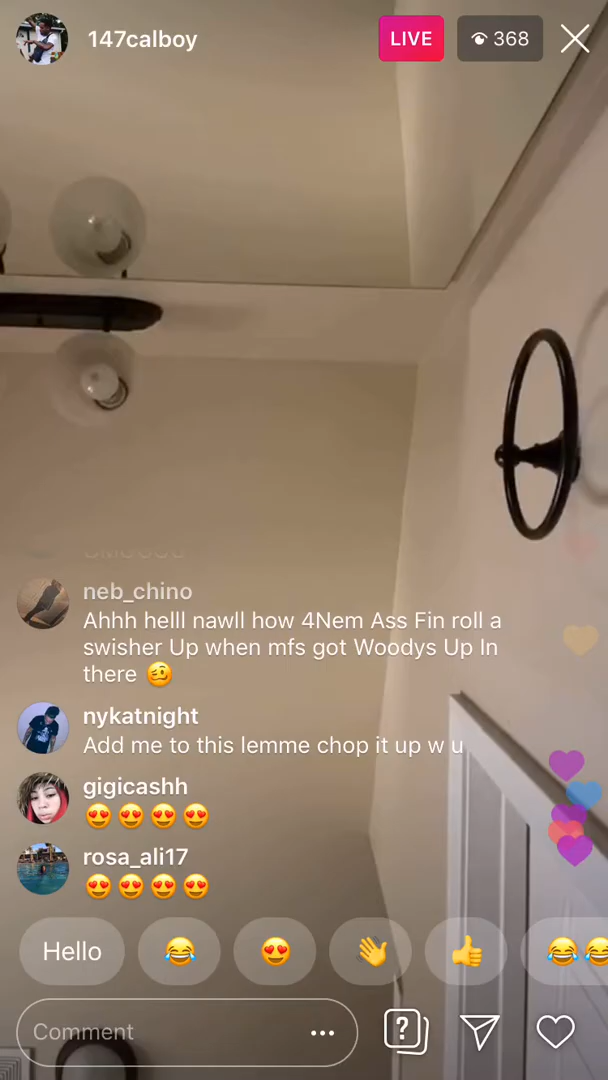 147calboy
LIVE
368
neb_chino
Ahhh helll nawll how 4Nem Ass Fin roll a
swisher Up when mfs got Woodys Up In
there 🥴
nykatnight
Add me to this lemme chop it up w u
gigicashh
😍😍😍😍
rosa_ali17
😍😍😍😍
Hello 😂 😍 👋 👍 😂😂
Comment
?